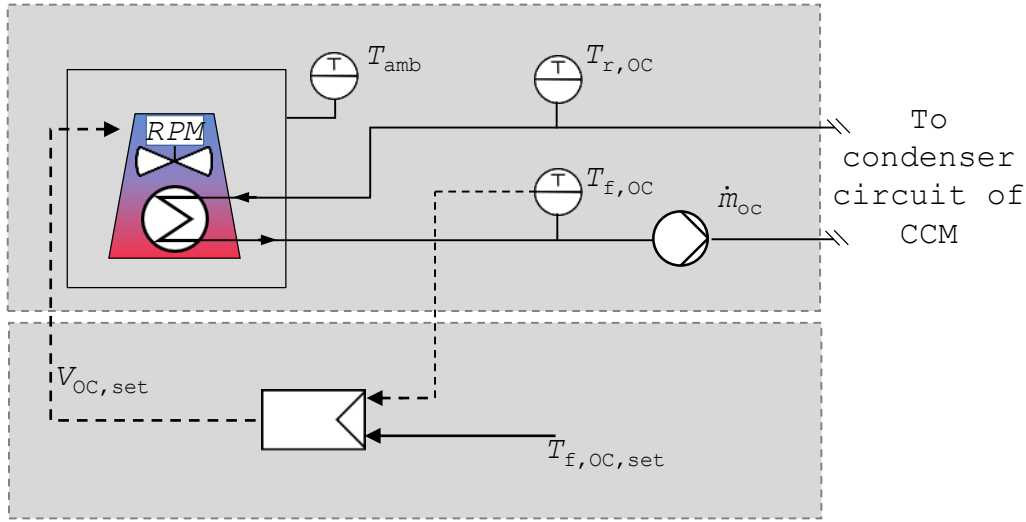 T
T_amb
T
T_r,OC
RPM
To
condenser
circuit of
CCM
T
T_f,OC
ṁ_oc
V_OC,set
T_f,OC,set